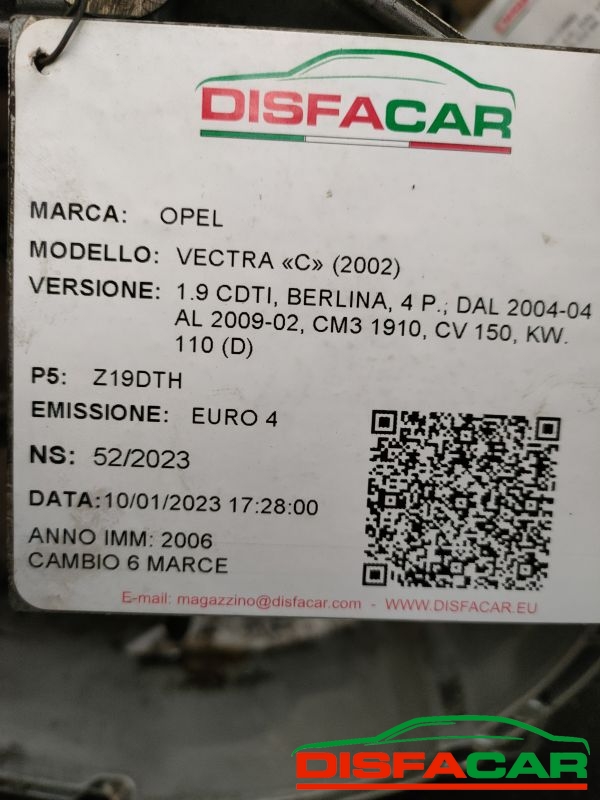 DISFACAR
MARCA: OPEL
MODELLO: VECTRA «C» (2002)
VERSIONE: 1.9 CDTI, BERLINA, 4 P.; DAL 2004-04
AL 2009-02, CM3 1910, CV 150, KW.
110 (D)
P5: Z19DTH
EMISSIONE: EURO 4
NS: 52/2023
DATA:10/01/2023 17:28:00
ANNO IMM: 2006
CAMBIO 6 MARCE
E-mail: magazzino@disfacar.com - WWW.DISFACAR.EU
DISFACAR